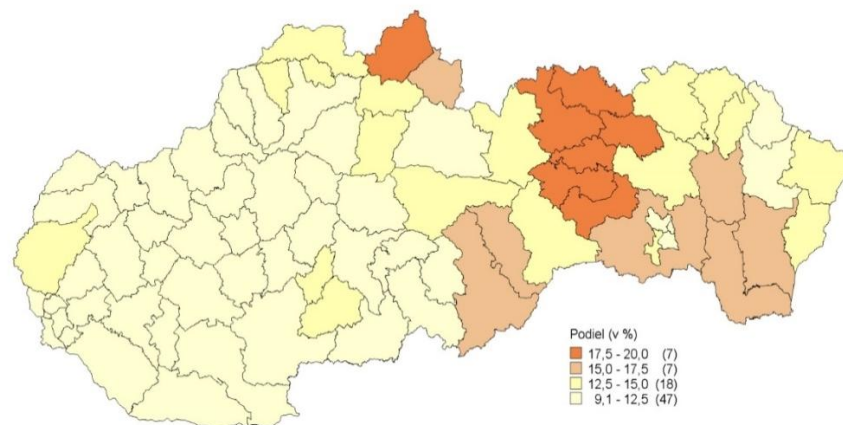 Podiel (v %)
17,5 - 20,0 (7)
15,0 - 17,5 (7)
12,5 - 15,0 (18)
9,1 - 12,5 (47)